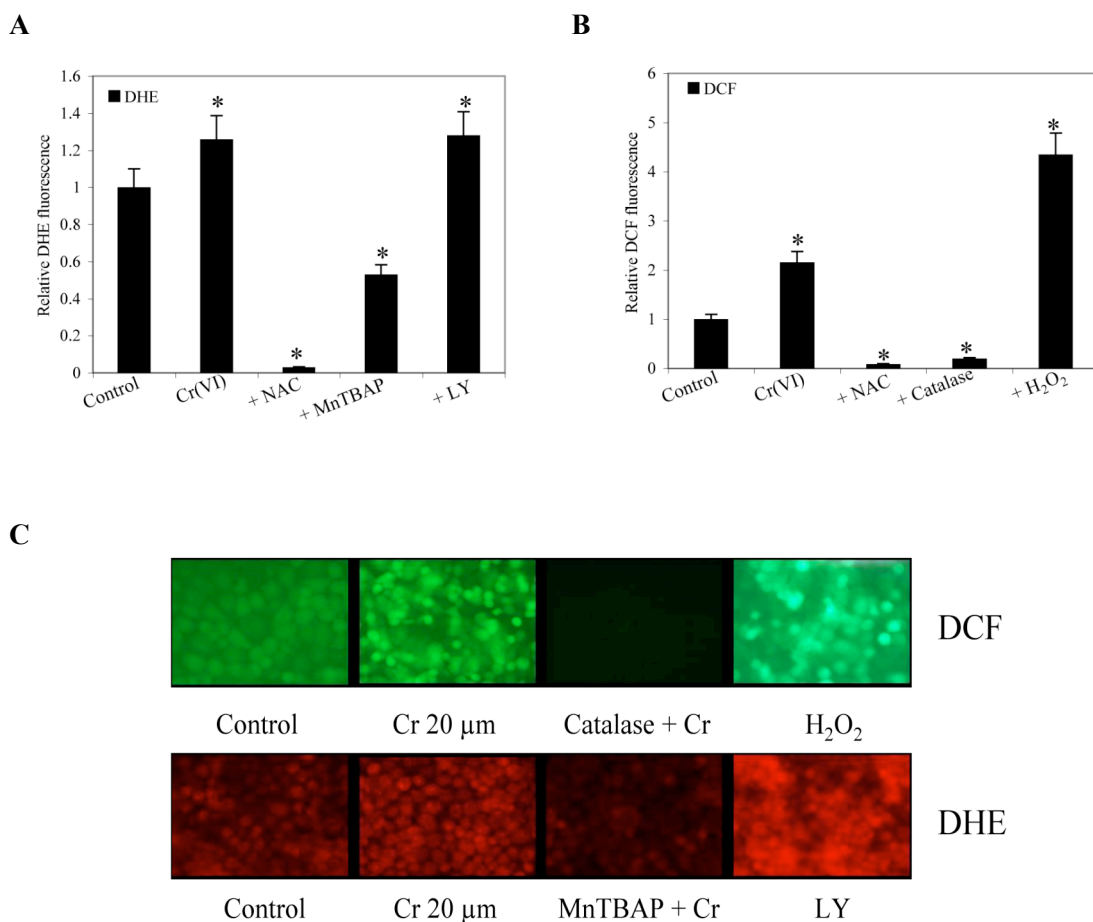 A
B
Relative DHE fluorescence
1.6
1.4
1.2
1
0.8
0.6
0.4
0.2
0
DHE
*
*
*
*
Control
Cr(VI)
+ NAC
+ MnTBAP
+ LY
Relative DCF fluorescence
6
5
4
3
2
1
0
DCF
*
*
*
*
Control
Cr(VI)
+ NAC
+ Catalase
+ H₂O₂
C
DCF
Control Cr 20 µm Catalase + Cr H₂O₂
DHE
Control Cr 20 µm MnTBAP + Cr LY